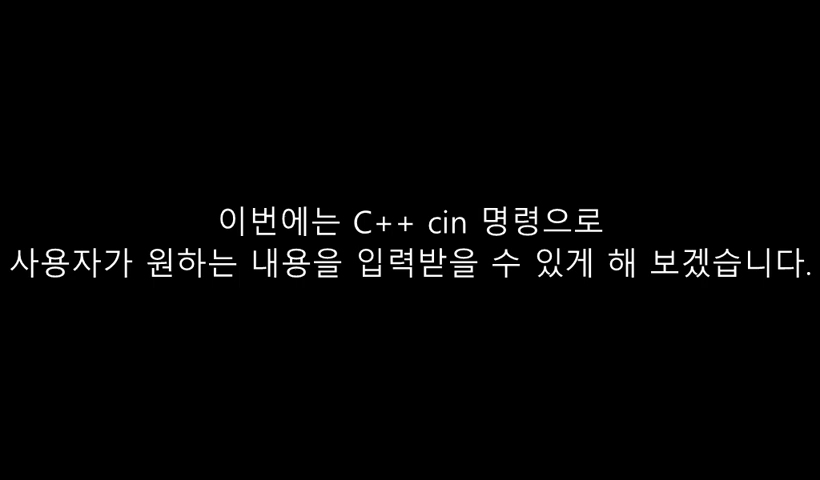 이번에는 C++ cin 명령으로
사용자가 원하는 내용을 입력받을 수 있게 해 보겠습니다.